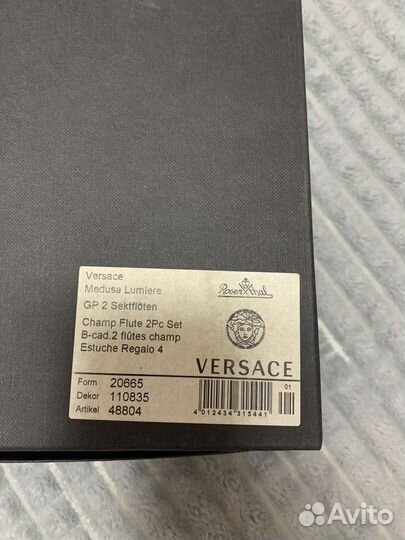 Versace
Medusa Lumiere
GP 2 Sektflöten
Champ Flute 2Pc Set
B-cad.2 flûtes champ
Estuche Regalo 4
Form 20665
Dekor 110835
Artikel 48804
Rosenthal
VERSACE
01
4 012434 315441
Avito